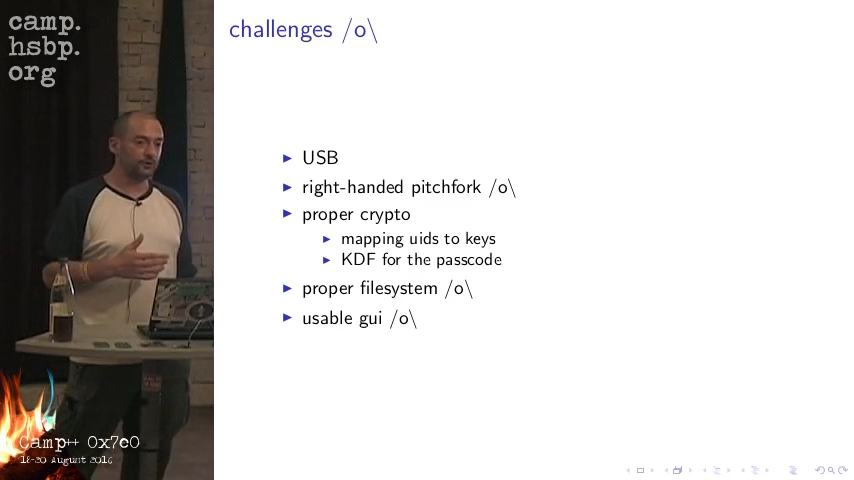 camp.
hsbp.
org
challenges /o\
USB
right-handed pitchfork /o\
proper crypto
mapping uids to keys
KDF for the passcode
proper filesystem /o\
usable gui /o\
Camp++ 0x7e0
18-20 August 2016